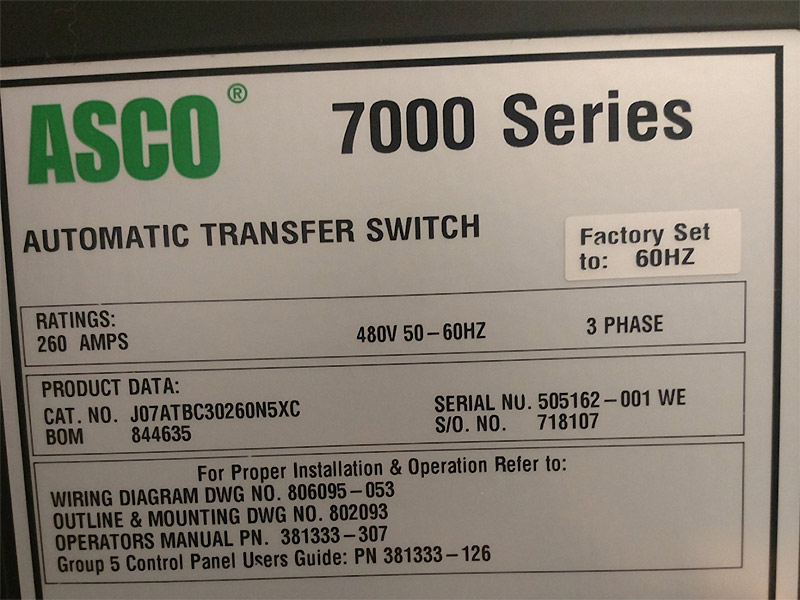 ASCO® 7000 Series
AUTOMATIC TRANSFER SWITCH
Factory Set
to: 60HZ
RATINGS:
260 AMPS 480V 50-60HZ 3 PHASE
PRODUCT DATA:
CAT. NO. J07ATBC30260N5XC SERIAL NU. 505162-001 WE
BOM 844635 S/O. NO. 718107
For Proper Installation & Operation Refer to:
WIRING DIAGRAM DWG NO. 806095-053
OUTLINE & MOUNTING DWG NO. 802093
OPERATORS MANUAL PN. 381333-307
Group 5 Control Panel Users Guide: PN 381333-126